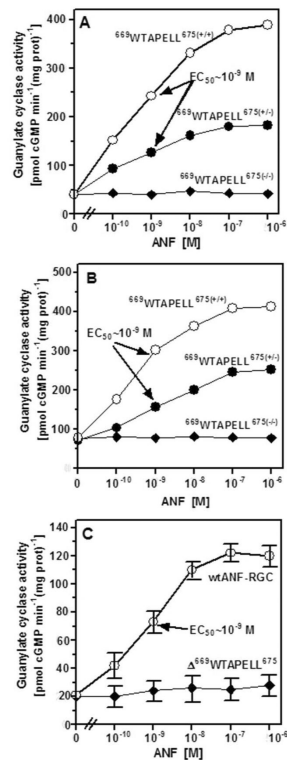 A
Guanylate cyclase activity
[pmol cGMP min⁻¹ (mg prot)⁻¹]
400
300
200
100
0
⁶⁶⁹WTAPELL⁶⁷⁵⁽⁺/⁺⁾
EC₅₀~10⁻⁹ M
⁶⁶⁹WTAPELL⁶⁷⁵⁽⁺/⁻⁾
⁶⁶⁹WTAPELL⁶⁷⁵⁽⁻/⁻⁾
0 10⁻¹⁰ 10⁻⁹ 10⁻⁸ 10⁻⁷ 10⁻⁶
ANF [M]
B
Guanylate cyclase activity
[pmol cGMP min⁻¹ (mg prot)⁻¹]
500
400
300
200
100
⁶⁶⁹WTAPELL⁶⁷⁵⁽⁺/⁺⁾
EC₅₀~10⁻⁹ M
⁶⁶⁹WTAPELL⁶⁷⁵⁽⁺/⁻⁾
⁶⁶⁹WTAPELL⁶⁷⁵⁽⁻/⁻⁾
0 10⁻¹⁰ 10⁻⁹ 10⁻⁸ 10⁻⁷ 10⁻⁶
ANF [M]
C
Guanylate cyclase activity
[pmol cGMP min⁻¹ (mg prot)⁻¹]
120
100
80
60
40
20
0
wtANF-RGC
EC₅₀~10⁻⁹ M
Δ⁶⁶⁹WTAPELL⁶⁷⁵
0 10⁻¹⁰ 10⁻⁹ 10⁻⁸ 10⁻⁷ 10⁻⁶
ANF [M]